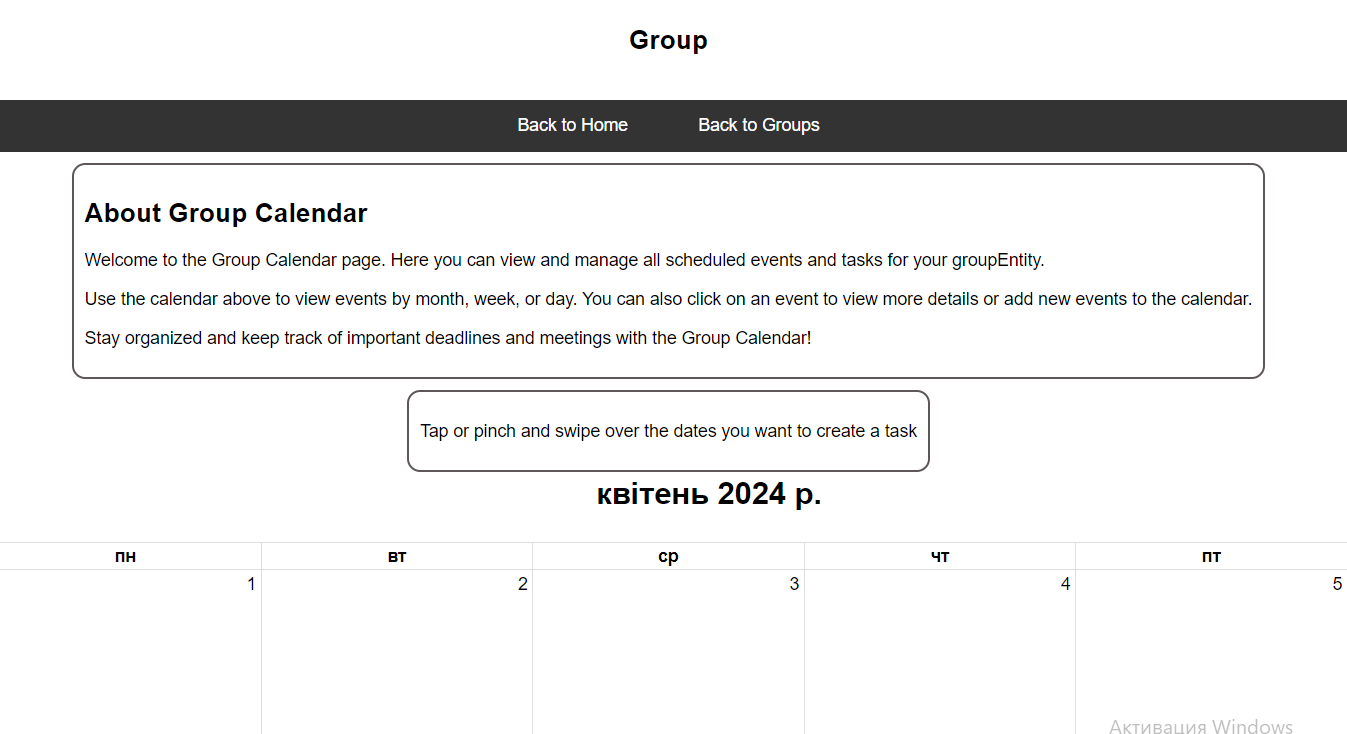 Group
Back to Home Back to Groups
About Group Calendar
Welcome to the Group Calendar page. Here you can view and manage all scheduled events and tasks for your groupEntity.
Use the calendar above to view events by month, week, or day. You can also click on an event to view more details or add new events to the calendar.
Stay organized and keep track of important deadlines and meetings with the Group Calendar!
Tap or pinch and swipe over the dates you want to create a task
квітень 2024 р.
пн вт ср чт пт
1 2 3 4 5
Активация Windows